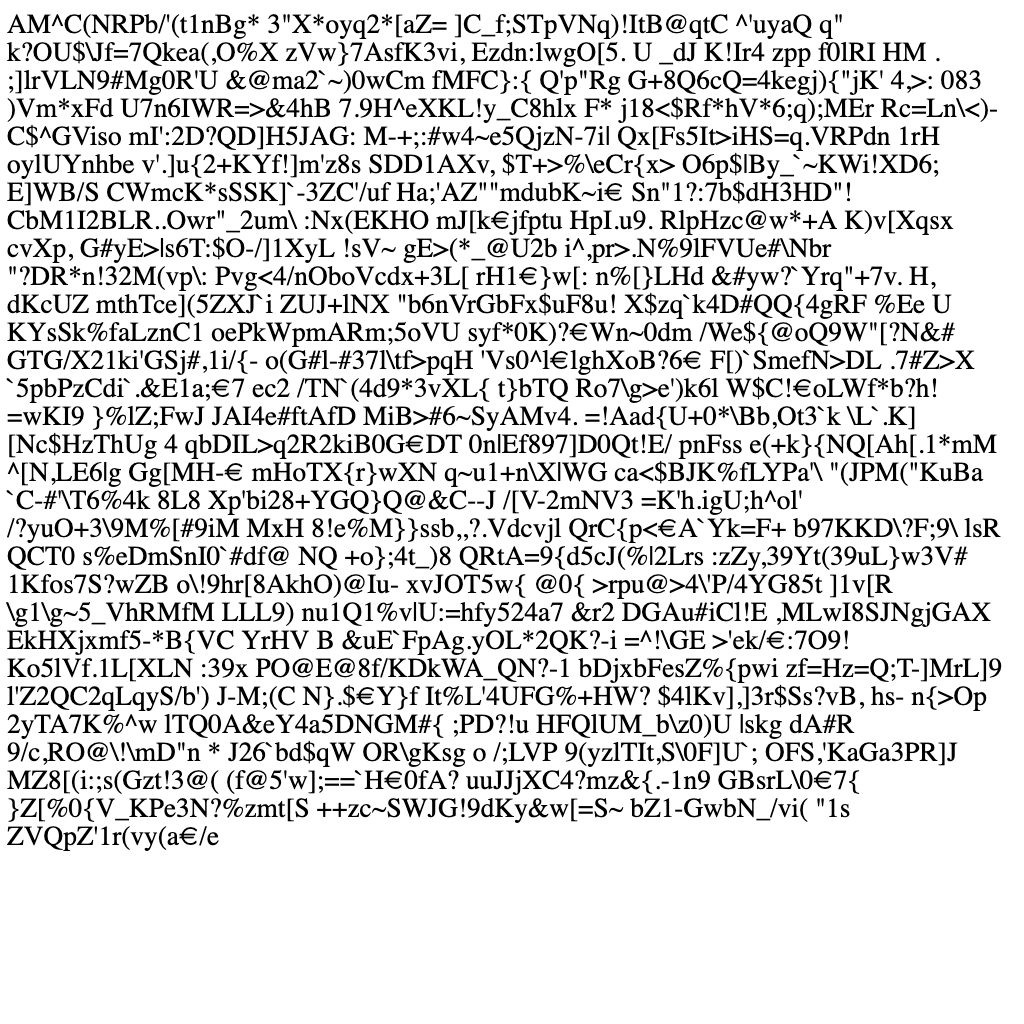 AM^C(NRPb/'(t1nBg* 3"X*oyq2*[aZ= ]C_f;STpVNq)!ItB@qtC ^'uyaQ q"
k?OU$\Jf=7Qkea(,O%X zVw}7AsfK3vi, Ezdn:lwgO[5. U _dJ K!Ir4 zpp f0lRI HM .
;]lrVLN9#Mg0R'U &@ma2`~)0wCm fMFC}:{ Q'p"Rg G+8Q6cQ=4kegj){"jK' 4,>: 083
)Vm*xFd U7n6IWR=>&4hB 7.9H^eXKL!y_C8hlx F* j18<$Rf*hV*6;q);MEr Rc=Ln\<)-
C$^GViso mI':2D?QD]H5JAG: M-+;:#w4~e5QjzN-7i| Qx[Fs5It>iHS=q.VRPdn 1rH
oylUYnhbe v'.]u{2+KYf!]m'z8s SDD1AXv, $T+>%\eCr{x> O6p$|By_`~KWi!XD6;
E]WB/S CWmcK*sSSK]`-3ZC'/uf Ha;'AZ""mdubK~i€ Sn"1?:7b$dH3HD"!
CbM1I2BLR..Owr"_2um\ :Nx(EKHO mJ[k€jfptu HpI.u9. RlpHzc@w*+A K)v[Xqsx
cvXp, G#yE>|s6T:$O-/]1XyL !sV~ gE>(*_@U2b i^,pr>.N%9lFVUe#\Nbr
"?DR*n!32M(vp\: Pvg<4/nOboVcdx+3L[ rH1€}w[: n%[}LHd &#yw?`Yrq"+7v. H,
dKcUZ mthTce](5ZXJ`i ZUJ+lNX "b6nVrGbFx$uF8u! X$zq`k4D#QQ{4gRF %Ee U
KYsSk%faLznC1 oePkWpmARm;5oVU syf*0K)?€Wn~0dm /We${@oQ9W"[?N&#
GTG/X21ki'GSj#,1i/{- o(G#l-#37l\tf>pqH 'Vs0^l€lghXoB?6€ F[)`SmefN>DL .7#Z>X
`5pbPzCdi`.&E1a;€7 ec2 /TN`(4d9*3vXL{ t}bTQ Ro7\g>e')k6l W$C!€oLWf*b?h!
=wKI9 }%lZ;FwJ JAI4e#ftAfD MiB>#6~SyAMv4. =!Aad{U+0*\Bb,Ot3`k \L`.K]
[Nc$HzThUg 4 qbDIL>q2R2kiB0G€DT 0n|Ef897]D0Qt!E/ pnFss e(+k}{NQ[Ah[.1*mM
^[N,LE6|g Gg[MH-€ mHoTX{r}wXN q~u1+n\X|WG ca<$BJK%fLYPa'\ "(JPM("KuBa
`C-#'\T6%4k 8L8 Xp'bi28+YGQ}Q@&C--J /[V-2mNV3 =K'h.igU;h^ol'
/?yuO+3\9M%[#9iM MxH 8!e%M}}ssb,,?.Vdcvjl QrC{p<€A`Yk=F+ b97KKD\?F;9\ lsR
QCT0 s%eDmSnI0`#df@ NQ +o};4t_)8 QRtA=9{d5cJ(%|2Lrs :zZy,39Yt(39uL}w3V#
1Kfos7S?wZB o\!9hr[8AkhO)@Iu- xvJOT5w{ @0{ >rpu@>4\'P/4YG85t ]1v[R
\g1\g~5_VhRMfM LLL9) nu1Q1%v|U:=hfy524a7 &r2 DGAu#iCl!E ,MLwI8SJNgjGAX
EkHXjxmf5-*B{VC YrHV B &uE`FpAg.yOL*2QK?-i =^!\GE >'ek/€:7O9!
Ko5lVf.1L[XLN :39x PO@E@8f/KDkWA_QN?-1 bDjxbFesZ%{pwi zf=Hz=Q;T-]MrL]9
l'Z2QC2qLqyS/b') J-M;(C N}.$€Y}f It%L'4UFG%+HW? $4lKv],]3r$Ss?vB, hs- n{>Op
2yTA7K%^w lTQ0A&eY4a5DNGM#{ ;PD?!u HFQlUM_b\z0)U |skg dA#R
9/c,RO@\!\mD"n * J26`bd$qW OR\gKsg o /;LVP 9(yzlTIt,S\0F]U`; OFS,'KaGa3PR]J
MZ8[(i:;s(Gzt!3@( (f@5'w];==`H€0fA? uuJJjXC4?mz&{.-1n9 GBsrL\0€7{
}Z[%0{V_KPe3N?%zmt[S ++zc~SWJG!9dKy&w[=S~ bZ1-GwbN_/vi( "1s
ZVQpZ'1r(vy(a€/e